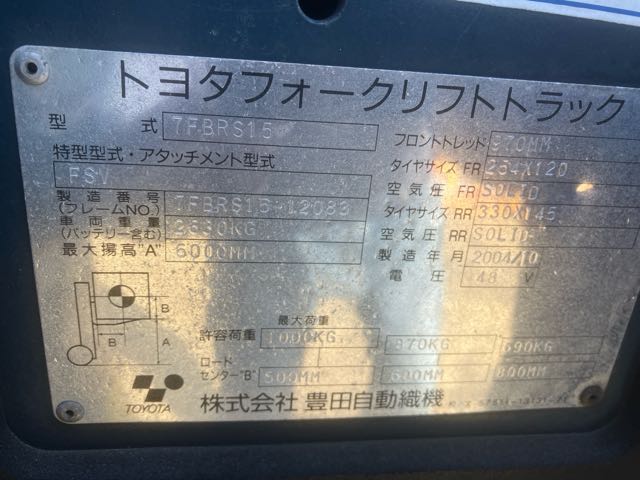 トヨタフォークリフトトラック
型 式 7FBRS15
特型型式・アタッチメント型式
FSV
製造番号
(フレームNO.) 7FBRS15-12083
車両重量
(バッテリー含む) KG
最大揚高"A" 6000MM
フロントトレッド 970MM
タイヤサイズ FR 254X120
空気圧 FR SOLID
タイヤサイズ RR 330X145
空気圧 RR SOLID
製造年月 2004/10
電圧 48 V
B
B
A
最大荷重
許容荷重 1000KG 870KG 690KG
ロード
センター"B" 500MM 600MM 800MM
TOYOTA
株式会社 豊田自動織機